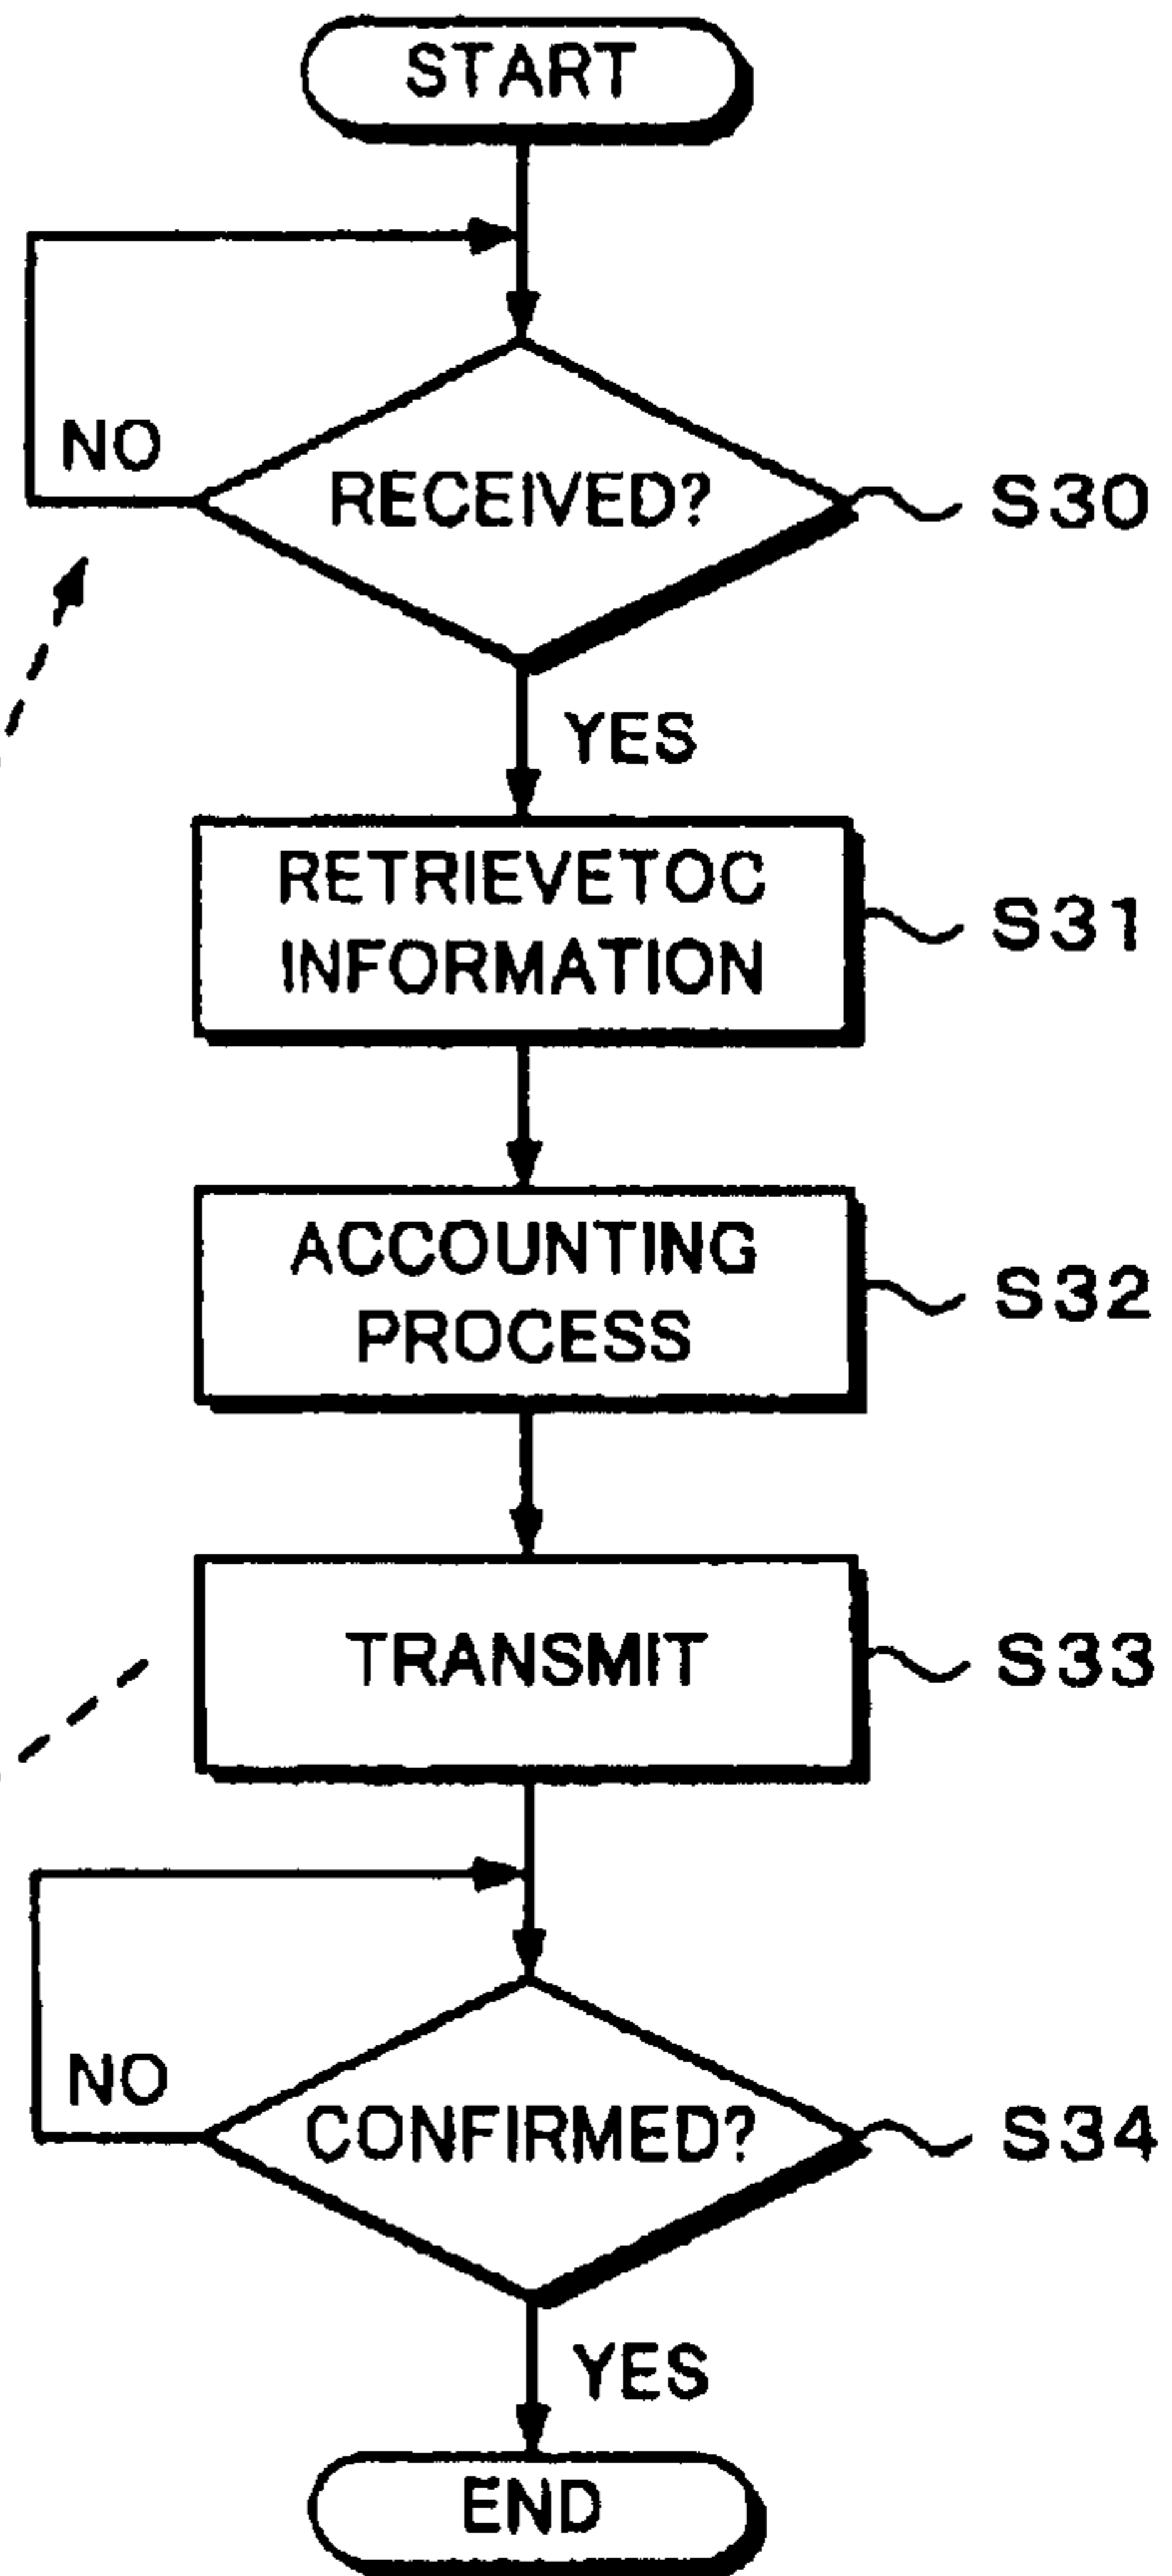 START
NO
RECEIVED?
S30
YES
RETRIEVETOC
INFORMATION
S31
ACCOUNTING
PROCESS
S32
TRANSMIT
S33
NO
CONFIRMED?
S34
YES
END